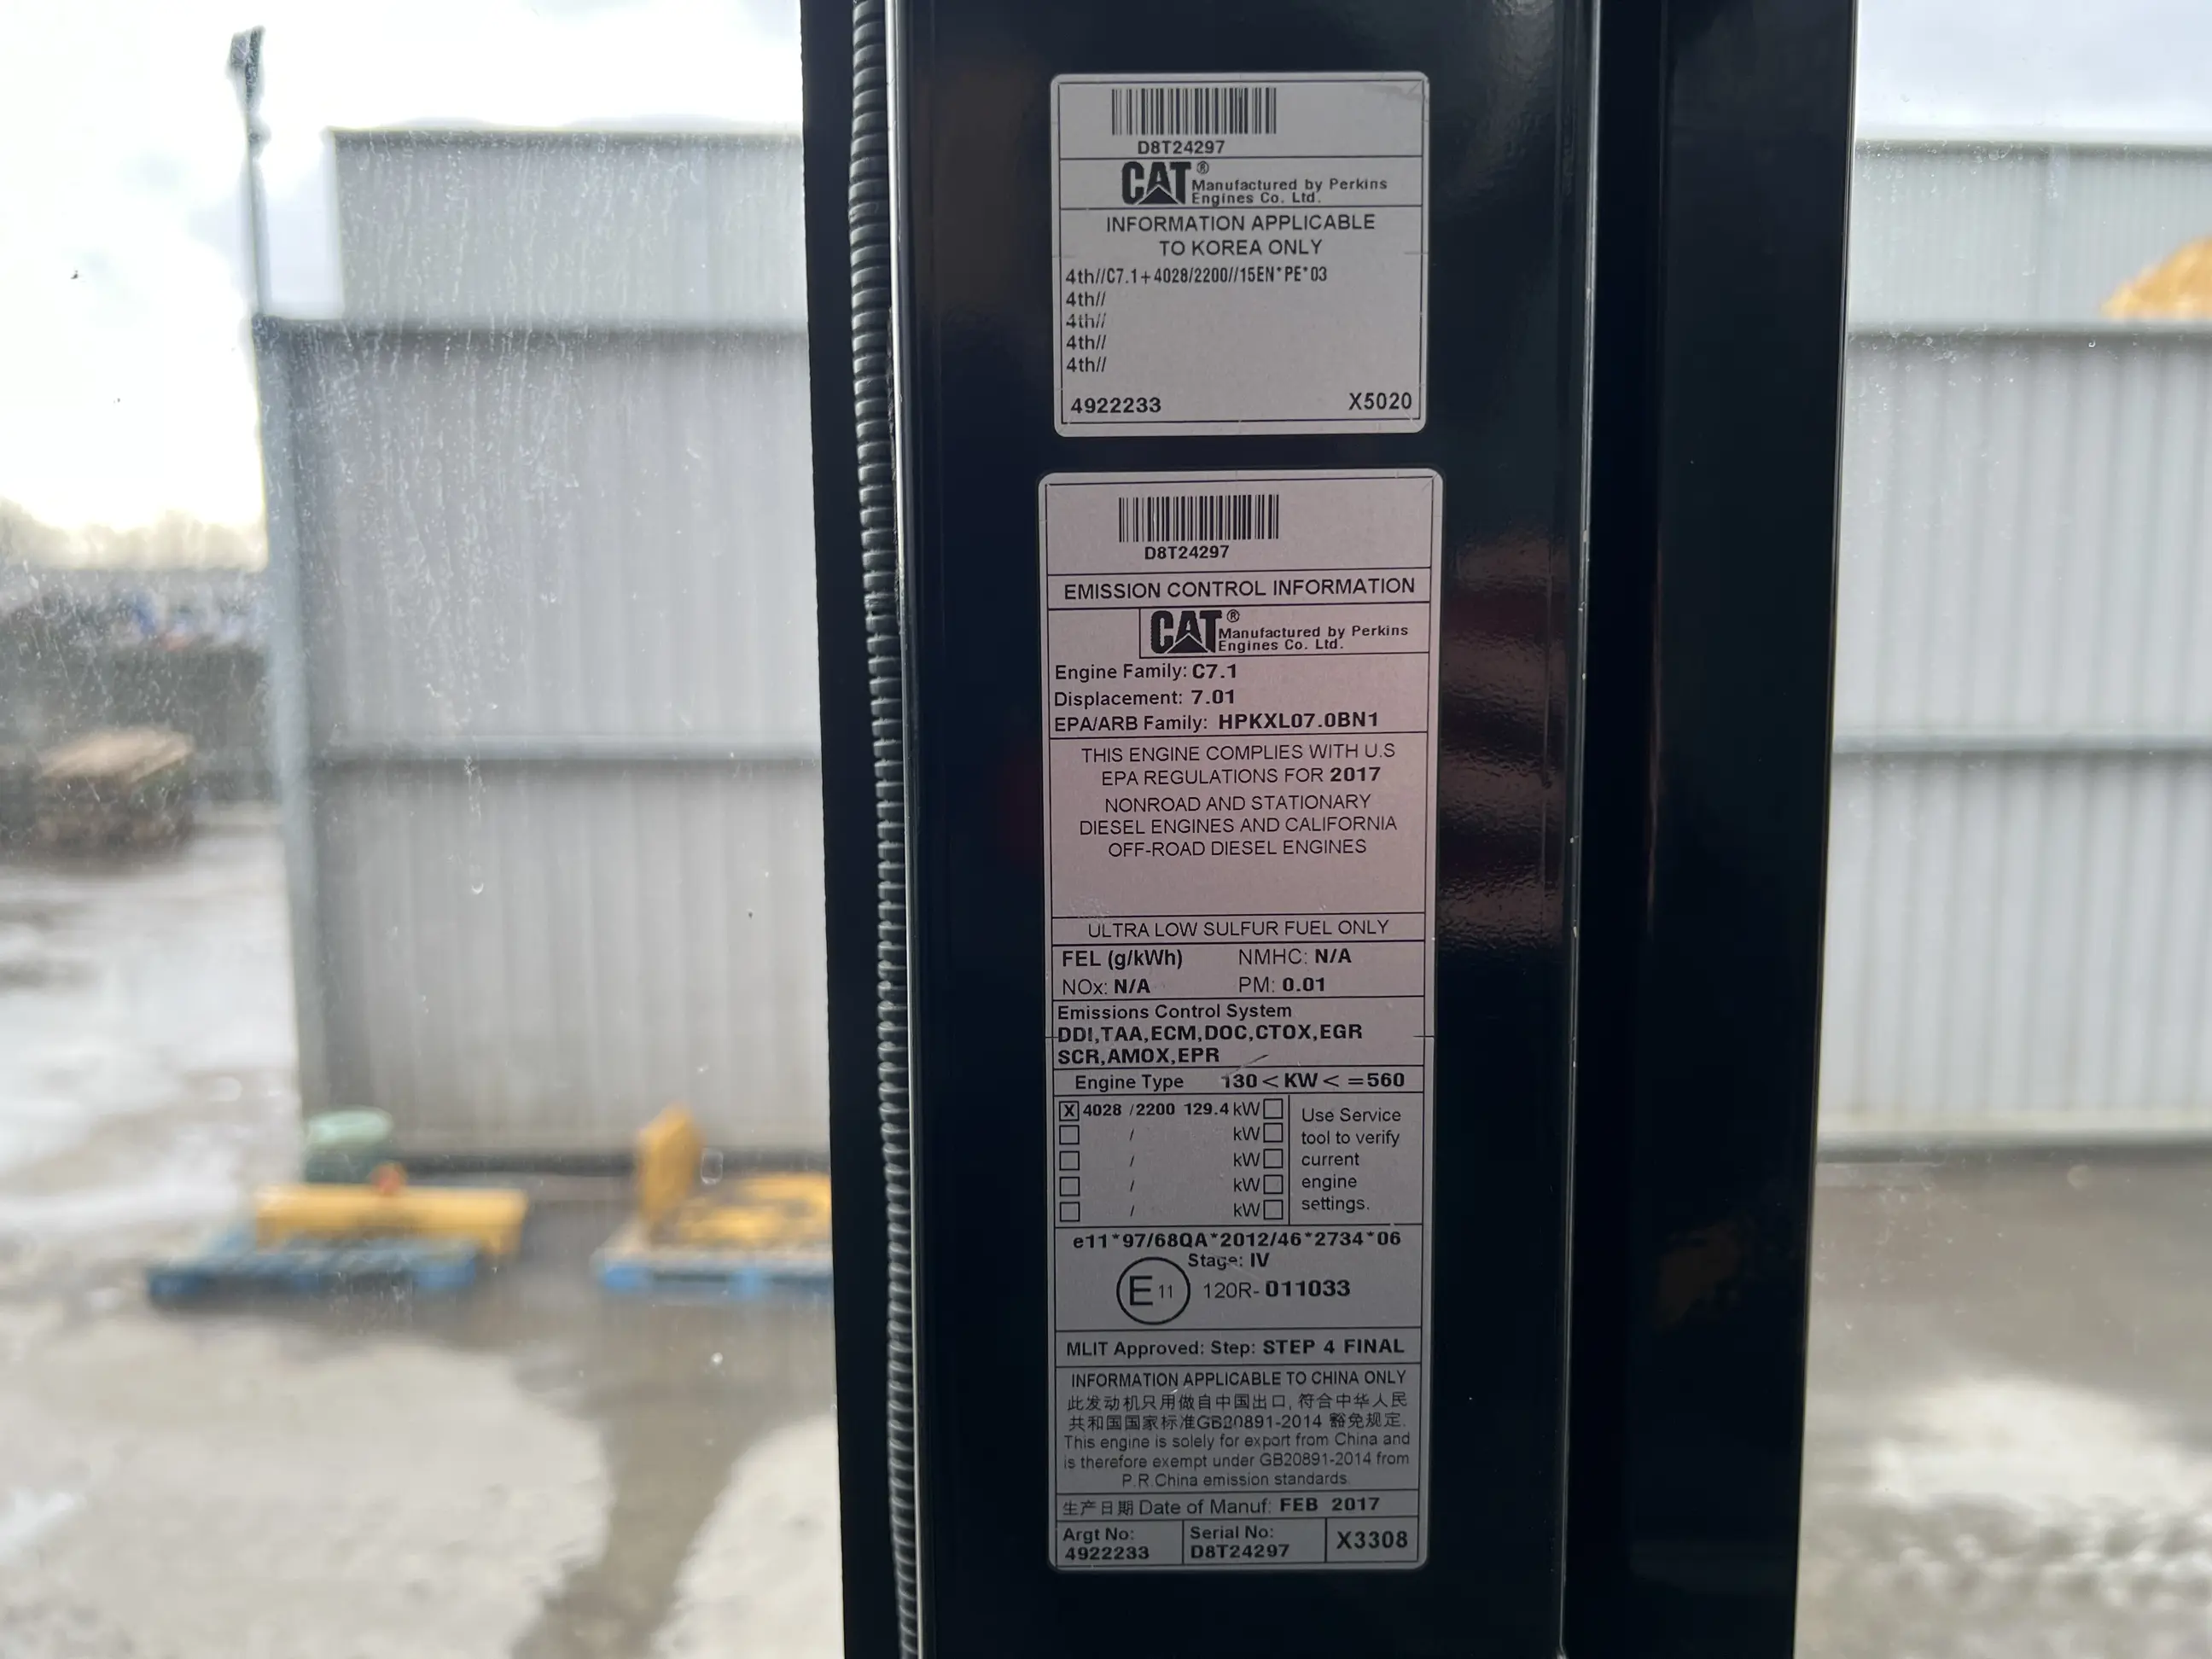 D8T24297
CAT® Manufactured by Perkins
Engines Co. Ltd.
INFORMATION APPLICABLE
TO KOREA ONLY
4th//C7.1+4028/2200//15EN*PE*03
4th//
4th//
4th//
4th//
4922233 X5020
D8T24297
EMISSION CONTROL INFORMATION
CAT® Manufactured by Perkins
Engines Co. Ltd.
Engine Family: C7.1
Displacement: 7.01
EPA/ARB Family: HPKXL07.0BN1
THIS ENGINE COMPLIES WITH U.S
EPA REGULATIONS FOR 2017
NONROAD AND STATIONARY
DIESEL ENGINES AND CALIFORNIA
OFF-ROAD DIESEL ENGINES
ULTRA LOW SULFUR FUEL ONLY
FEL (g/kWh) NMHC: N/A
NOx: N/A PM: 0.01
Emissions Control System
DDI,TAA,ECM,DOC,CTOX,EGR
SCR,AMOX,EPR
Engine Type 130<KW<=560
X 4028 /2200 129.4 kW
/ kW
/ kW
/ kW
/ kW
Use Service
tool to verify
current
engine
settings.
e11*97/68QA*2012/46*2734*06
Stage: IV
E 11 120R-011033
MLIT Approved: Step: STEP 4 FINAL
INFORMATION APPLICABLE TO CHINA ONLY
此发动机只用做自中国出口, 符合中华人民
共和国国家标准GB20891-2014 豁免规定.
This engine is solely for export from China and
is therefore exempt under GB20891-2014 from
P.R.China emission standards.
生产日期 Date of Manuf: FEB 2017
Argt No: Serial No: X3308
4922233 D8T24297